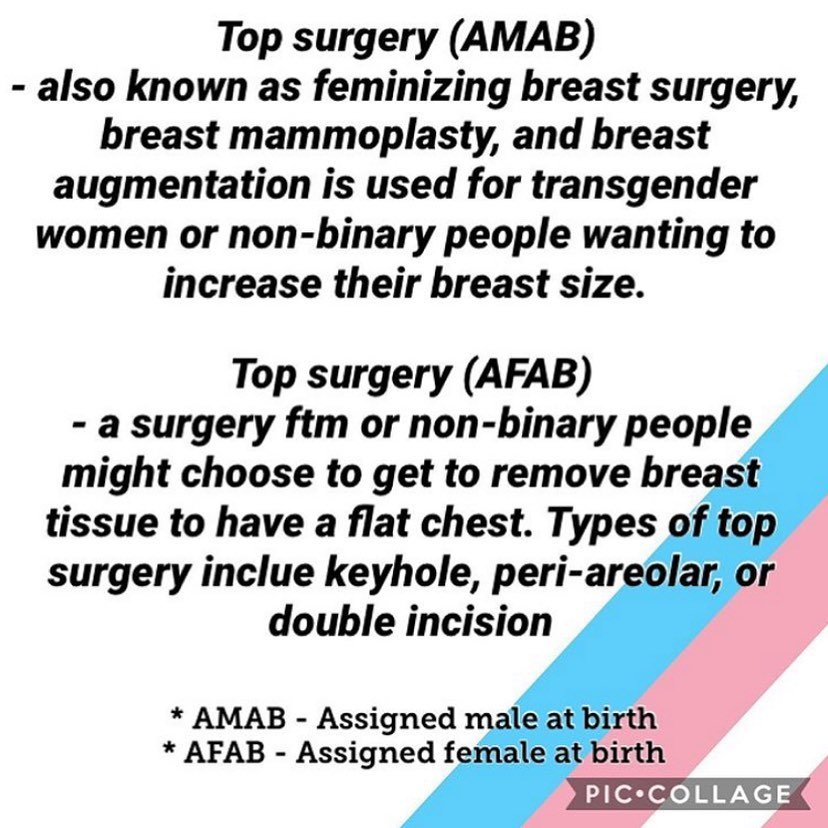 Top surgery (AMAB)
- also known as feminizing breast surgery,
breast mammoplasty, and breast
augmentation is used for transgender
women or non-binary people wanting to
increase their breast size.
Top surgery (AFAB)
- a surgery ftm or non-binary people
might choose to get to remove breast
tissue to have a flat chest. Types of top
surgery inclue keyhole, peri-areolar, or
double incision
* AMAB - Assigned male at birth
* AFAB - Assigned female at birth
PIC•COLLAGE